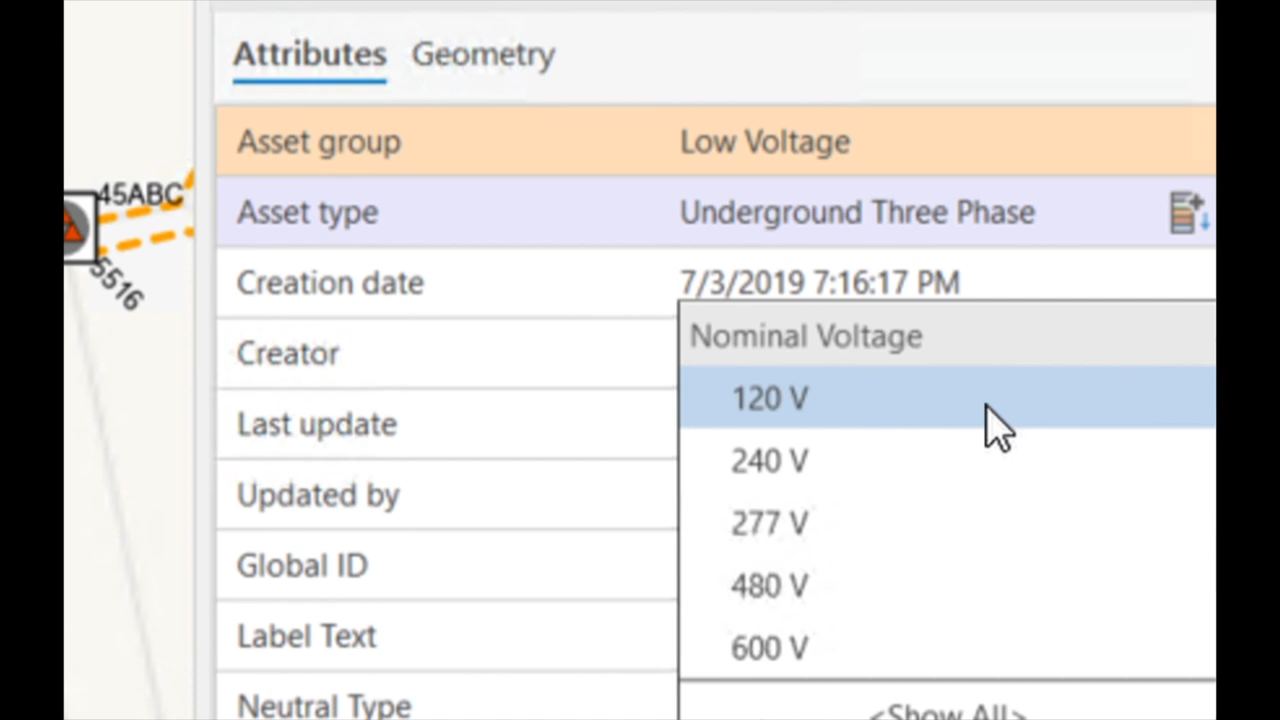 Attributes Geometry
Asset group Low Voltage
45ABC
Asset type Underground Three Phase
5516
Creation date 7/3/2019 7:16:17 PM
Nominal Voltage
Creator
120 V
Last update
240 V
Updated by
277 V
Global ID
480 V
Label Text
600 V
Neutral Type
<Show All>